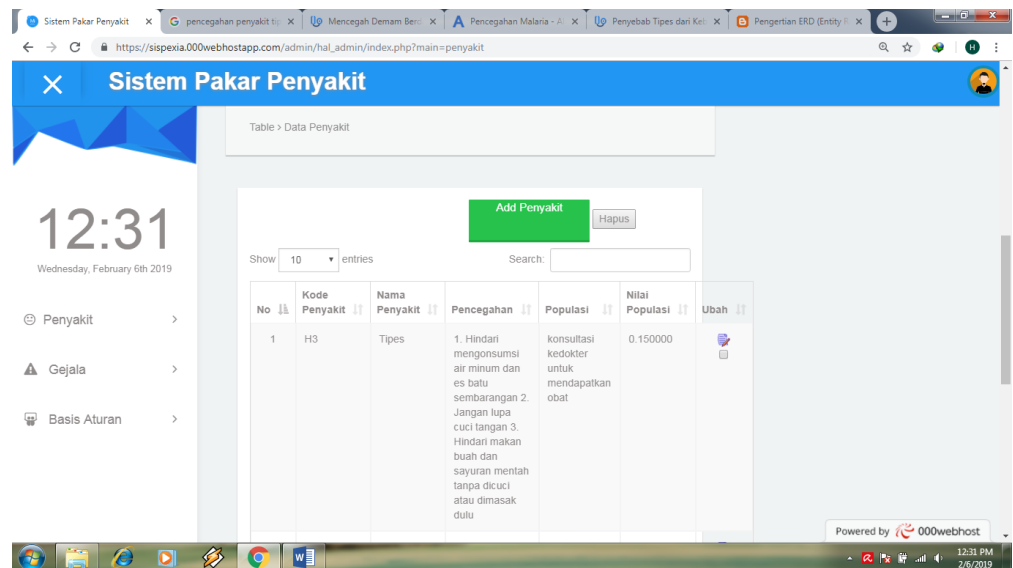 Sistem Pakar Penyakit
pencegahan penyakit tip
Mencegah Demam Berd
Pencegahan Malaria - Al
Penyebab Tipes dari Keb
Pengertian ERD (Entity R
https://sispexia.000webhostapp.com/admin/hal_admin/index.php?main=penyakit
Sistem Pakar Penyakit
Table > Data Penyakit
12:31
Wednesday, February 6th 2019
Penyakit
Gejala
Basis Aturan
Add Penyakit
Hapus
Show 10 entries
Search:
No
Kode
Penyakit
Nama
Penyakit
Pencegahan
Populasi
Nilai
Populasi
Ubah
1
H3
Tipes
1. Hindari
mengonsumsi
air minum dan
es batu
sembarangan 2.
Jangan lupa
cuci tangan 3.
Hindari makan
buah dan
sayuran mentah
tanpa dicuci
atau dimasak
dulu
konsultasi
kedokter
untuk
mendapatkan
obat
0.150000
Powered by 000webhost
12:31 PM
2/6/2019